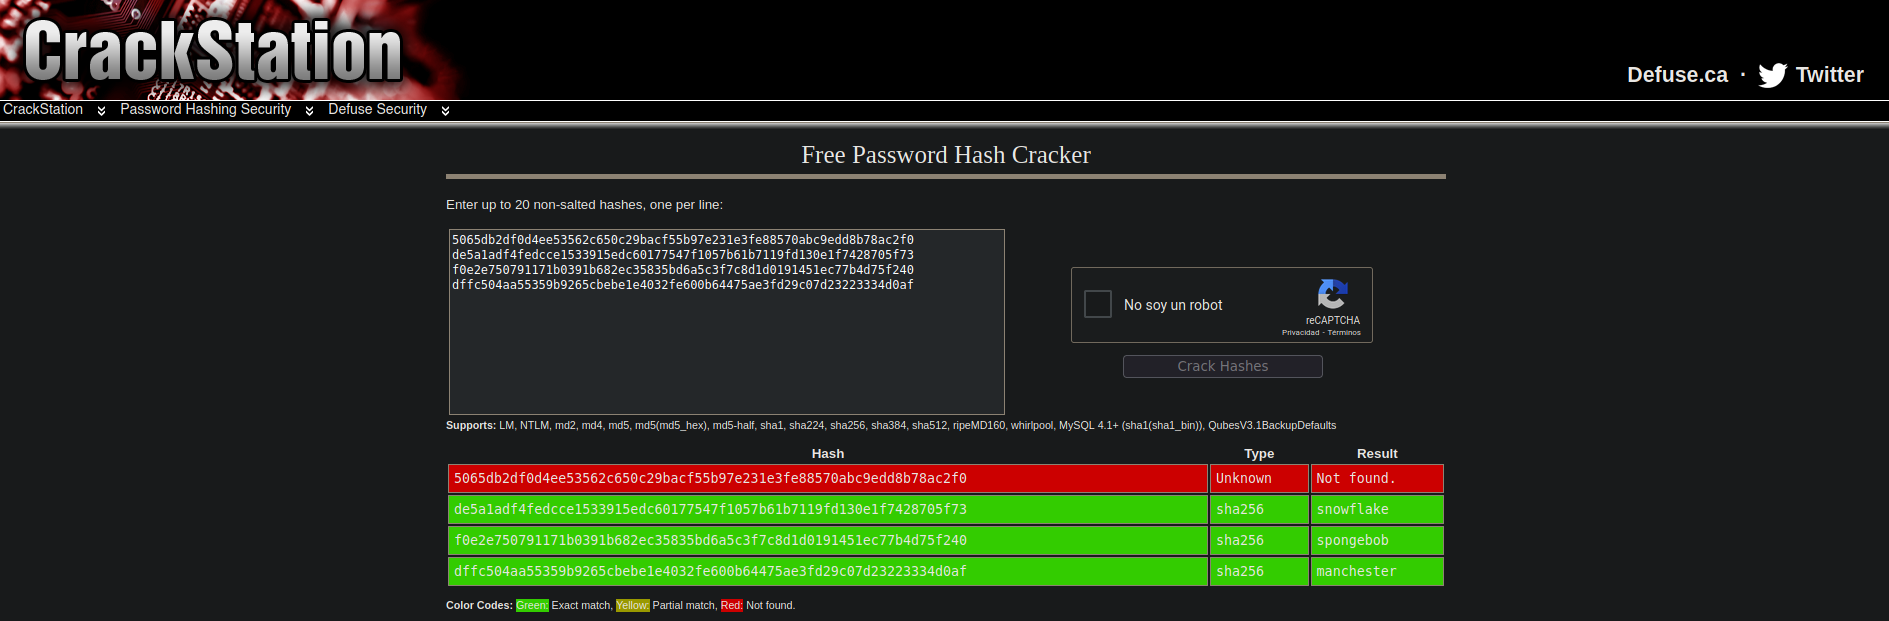 CrackStation
Defuse.ca · Twitter
CrackStation Password Hashing Security Defuse Security
Free Password Hash Cracker
Enter up to 20 non-salted hashes, one per line:
5065db2df0d4ee53562c650c29bacf55b97e231e3fe88570abc9edd8b78ac2f0
de5a1adf4fedcce1533915edc60177547f1057b61b7119fd130e1f7428705f73
f0e2e750791171b0391b682ec35835bd6a5c3f7c8d1d0191451ec77b4d75f240
dffc504aa55359b9265cbebe1e4032fe600b64475ae3fd29c07d23223334d0af
No soy un robot
reCAPTCHA
Privacidad - Términos
Crack Hashes
Supports: LM, NTLM, md2, md4, md5, md5(md5_hex), md5-half, sha1, sha224, sha256, sha384, sha512, ripeMD160, whirlpool, MySQL 4.1+ (sha1(sha1_bin)), QubesV3.1BackupDefaults
Hash Type Result
5065db2df0d4ee53562c650c29bacf55b97e231e3fe88570abc9edd8b78ac2f0 Unknown Not found.
de5a1adf4fedcce1533915edc60177547f1057b61b7119fd130e1f7428705f73 sha256 snowflake
f0e2e750791171b0391b682ec35835bd6a5c3f7c8d1d0191451ec77b4d75f240 sha256 spongebob
dffc504aa55359b9265cbebe1e4032fe600b64475ae3fd29c07d23223334d0af sha256 manchester
Color Codes: Green: Exact match, Yellow: Partial match, Red: Not found.